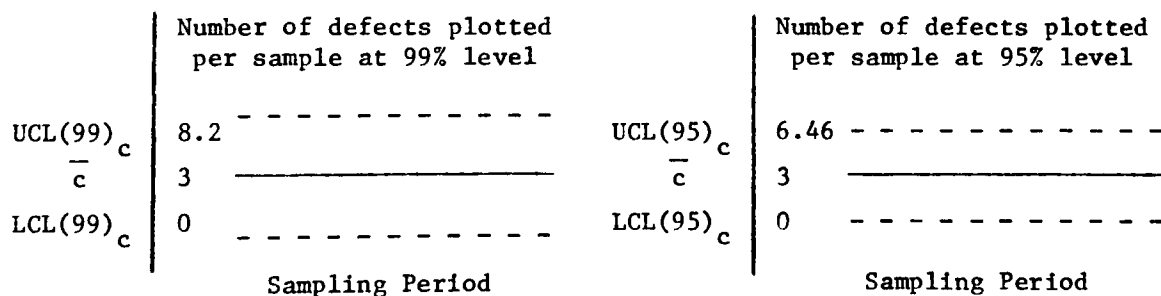 Number of defects plotted
per sample at 99% level
UCL(99)c 8.2
c̄ 3
LCL(99)c 0
Sampling Period
Number of defects plotted
per sample at 95% level
UCL(95)c 6.46
c̄ 3
LCL(95)c 0
Sampling Period